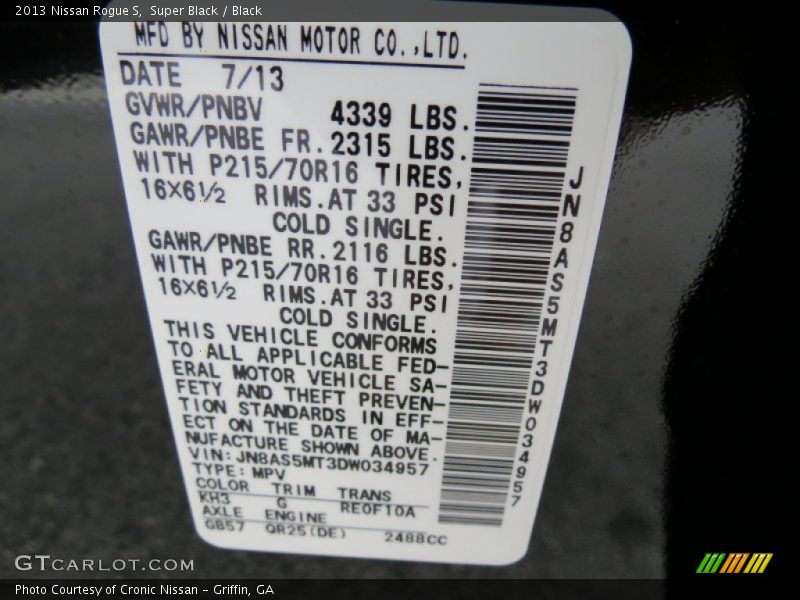 2013 Nissan Rogue S, Super Black / Black
MFD BY NISSAN MOTOR CO.,LTD.
DATE 7/13
GVWR/PNBV 4339 LBS.
GAWR/PNBE FR. 2315 LBS.
WITH P215/70R16 TIRES,
16X6½ RIMS. AT 33 PSI
COLD SINGLE.
GAWR/PNBE RR. 2116 LBS.
WITH P215/70R16 TIRES,
16X6½ RIMS. AT 33 PSI
COLD SINGLE.
THIS VEHICLE CONFORMS
TO ALL APPLICABLE FED-
ERAL MOTOR VEHICLE SA-
FETY AND THEFT PREVEN-
TION STANDARDS IN EFF-
ECT ON THE DATE OF MA-
NUFACTURE SHOWN ABOVE.
VIN: JN8AS5MT3DW034957
TYPE: MPV
COLOR TRIM TRANS
KH3 G RE0F10A
AXLE ENGINE
GB57 QR25(DE) 2488CC
JN8AS5MT3DW034957
GTCARLOT.COM
Photo Courtesy of Cronic Nissan - Griffin, GA